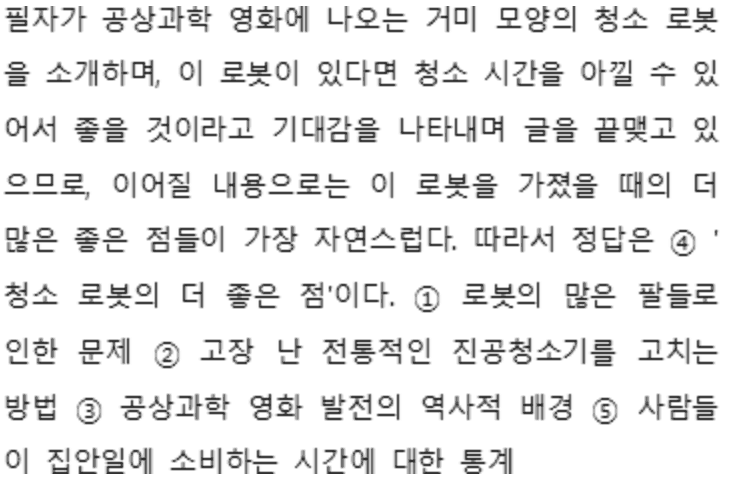 필자가 공상과학 영화에 나오는 거미 모양의 청소 로봇
을 소개하며, 이 로봇이 있다면 청소 시간을 아낄 수 있
어서 좋을 것이라고 기대감을 나타내며 글을 끝맺고 있
으므로, 이어질 내용으로는 이 로봇을 가졌을 때의 더
많은 좋은 점들이 가장 자연스럽다. 따라서 정답은 ④ '
청소 로봇의 더 좋은 점'이다. ① 로봇의 많은 팔들로
인한 문제 ② 고장 난 전통적인 진공청소기를 고치는
방법 ③ 공상과학 영화 발전의 역사적 배경 ⑤ 사람들
이 집안일에 소비하는 시간에 대한 통계